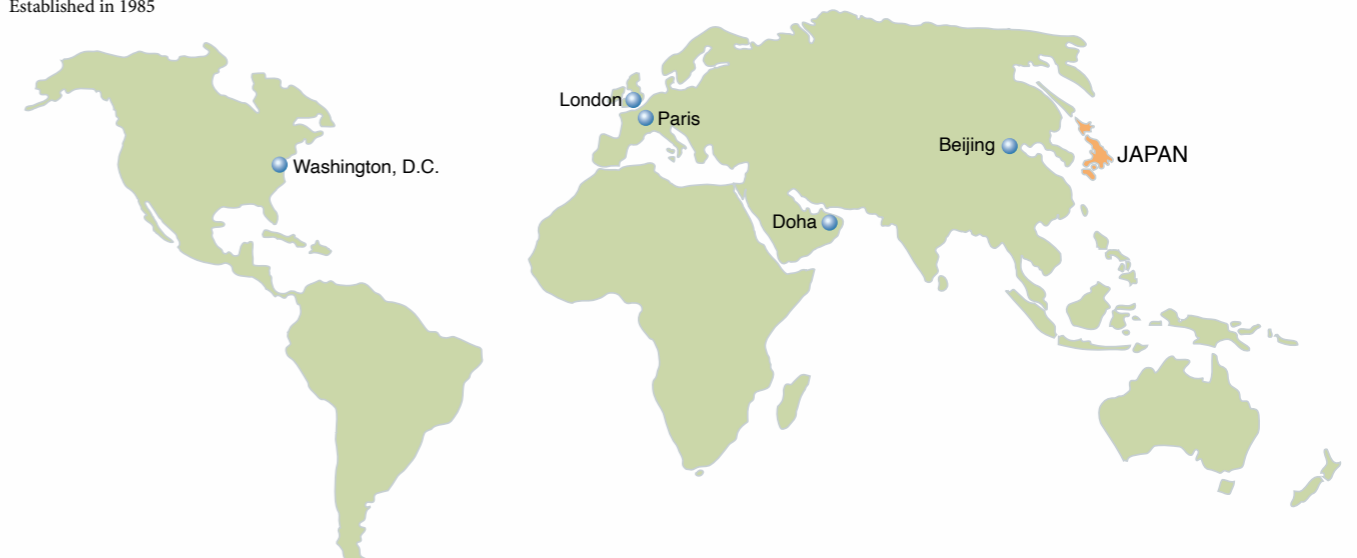 Established in 1985
London
Paris
Beijing
JAPAN
Washington, D.C.
Doha